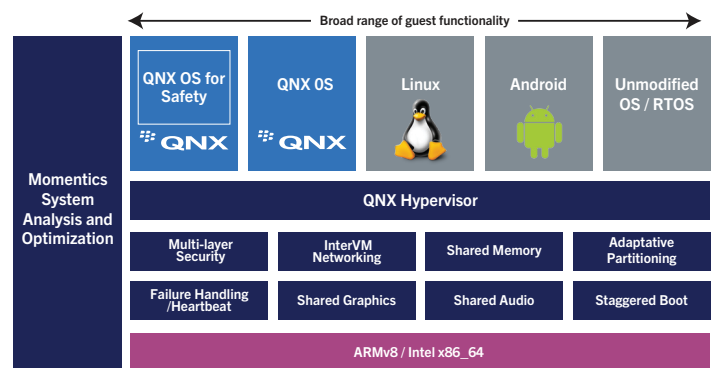 Broad range of guest functionality
Momentics
System
Analysis and
Optimization
QNX OS for
Safety
QNX
QNX 0S
QNX
Linux
Android
Unmodified
OS / RTOS
QNX Hypervisor
Multi-layer
Security
InterVM
Networking
Shared Memory
Adaptative
Partitioning
Failure Handling
/Heartbeat
Shared Graphics
Shared Audio
Staggered Boot
ARMv8 / Intel x86_64